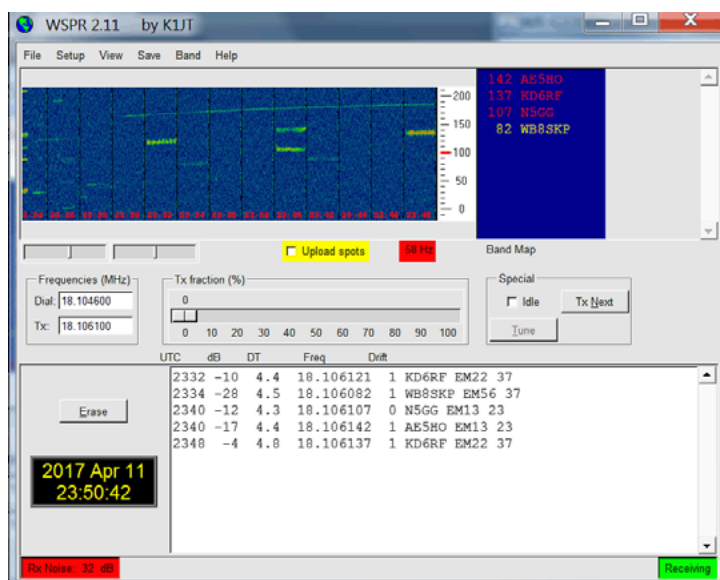 WSPR 2.11 by K1JT
File Setup View Save Band Help
200
150
100
50
0
142 AE5HO
137 KD6RF
107 N5GG
82 WB8SKP
Upload spots
58 Hz
Band Map
Frequencies (MHz)
Dial: 18.104600
Tx: 18.106100
Tx fraction (%)
0
0 10 20 30 40 50 60 70 80 90 100
Special
Idle
Tx Next
Tune
UTC dB DT Freq Drift
2332 -10 4.4 18.106121 1 KD6RF EM22 37
2334 -28 4.5 18.106082 1 WB8SKP EM56 37
2340 -12 4.3 18.106107 0 N5GG EM13 23
2340 -17 4.4 18.106142 1 AE5HO EM13 23
2348 -4 4.8 18.106137 1 KD6RF EM22 37
Erase
2017 Apr 11
23:50:42
Rx Noise: 32 dB
Receiving